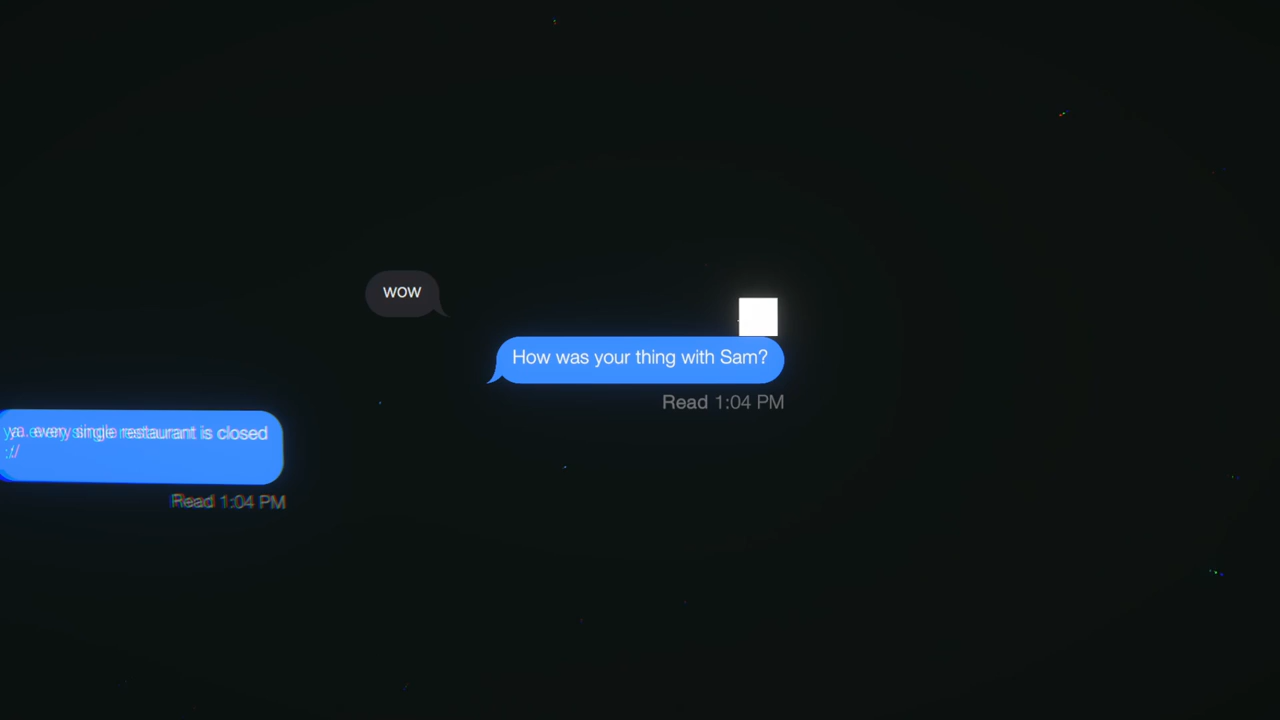 wow
How was your thing with Sam?
Read 1:04 PM
ya. every single restaurant is closed
:/
Read 1:04 PM